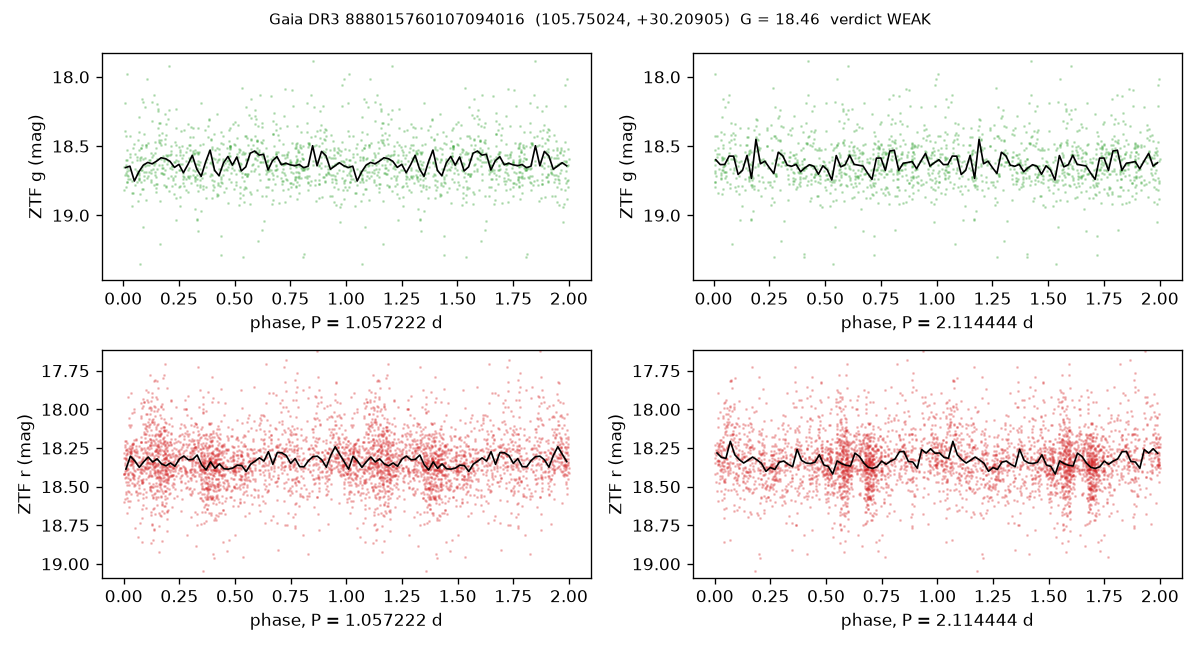 Gaia DR3 888015760107094016  (105.75024, +30.20905)  G = 18.46  verdict WEAK
18.0
18.5
19.0
ZTF g (mag)
0.00 0.25 0.50 0.75 1.00 1.25 1.50 1.75 2.00
phase, P = 1.057222 d
18.0
18.5
19.0
ZTF g (mag)
0.00 0.25 0.50 0.75 1.00 1.25 1.50 1.75 2.00
phase, P = 2.114444 d
17.75
18.00
18.25
18.50
18.75
19.00
ZTF r (mag)
0.00 0.25 0.50 0.75 1.00 1.25 1.50 1.75 2.00
phase, P = 1.057222 d
17.75
18.00
18.25
18.50
18.75
19.00
ZTF r (mag)
0.00 0.25 0.50 0.75 1.00 1.25 1.50 1.75 2.00
phase, P = 2.114444 d